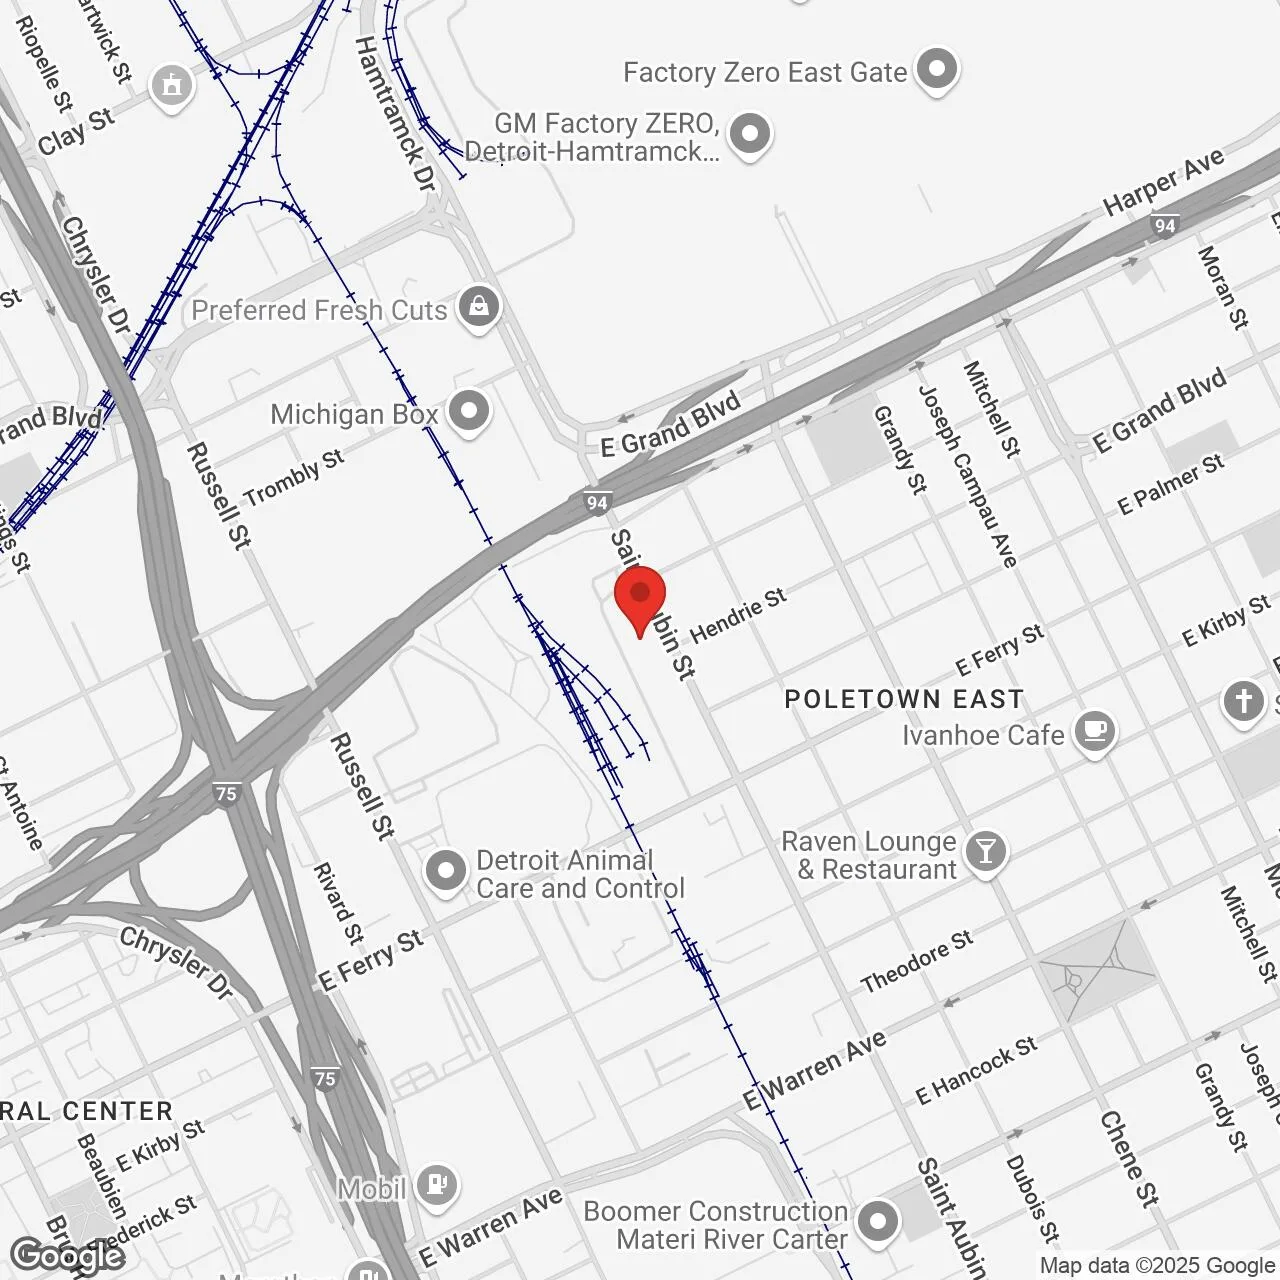 Riopelle St
Clay St
Hamtramck Dr
Factory Zero East Gate
GM Factory ZERO,
Detroit-Hamtramck...
Harper Ave
94
Chrysler Dr
St
Moran St
Preferred Fresh Cuts
Mitchell St
E Grand Blvd
Joseph Campau Ave
Michigan Box
E Grand Blvd
Grandy St
Blvd
Russell St
Trombly St
E Palmer St
94
St
Hendrie St
E Kirby St
E Ferry St
POLETOWN EAST
Ivanhoe Cafe
75
Russell St
Antoine
Raven Lounge
& Restaurant
Detroit Animal
Care and Control
Rivard St
Mitchell St
Chrysler Dr
E Ferry St
Theodore St
E Warren Ave
E Hancock St
75
Grandy St
Joseph
CENTER
Beaubien
E Kirby St
Chene St
Mobil
Saint Aubin
Dubois St
E Warren Ave
Boomer Construction
Materi River Carter
Google
Map data ©2025 Google